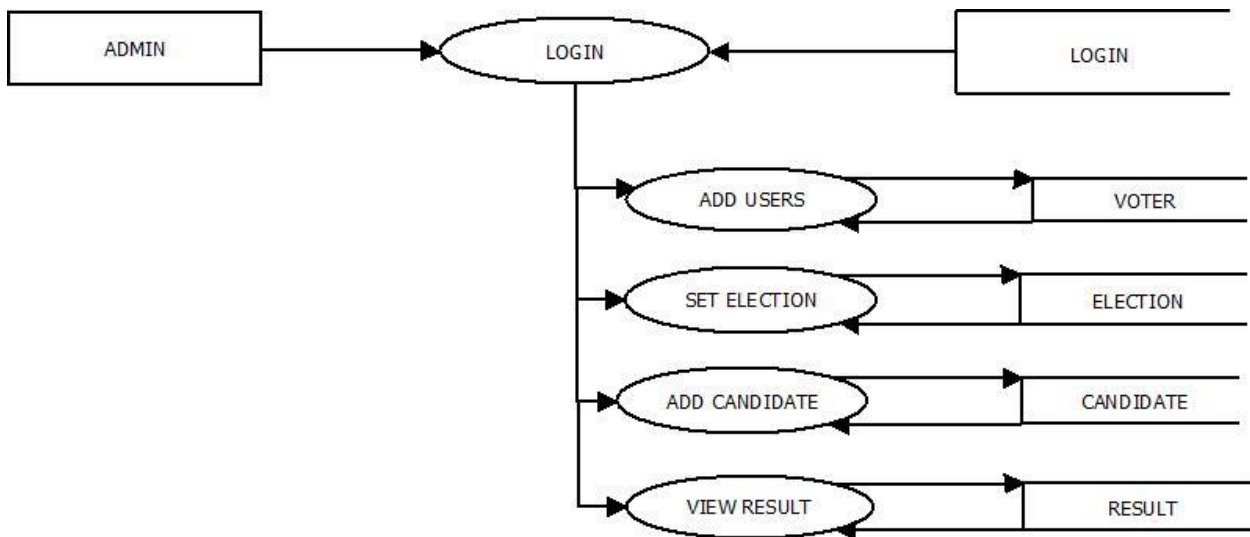 ADMIN
LOGIN
LOGIN
ADD USERS
VOTER
SET ELECTION
ELECTION
ADD CANDIDATE
CANDIDATE
VIEW RESULT
RESULT